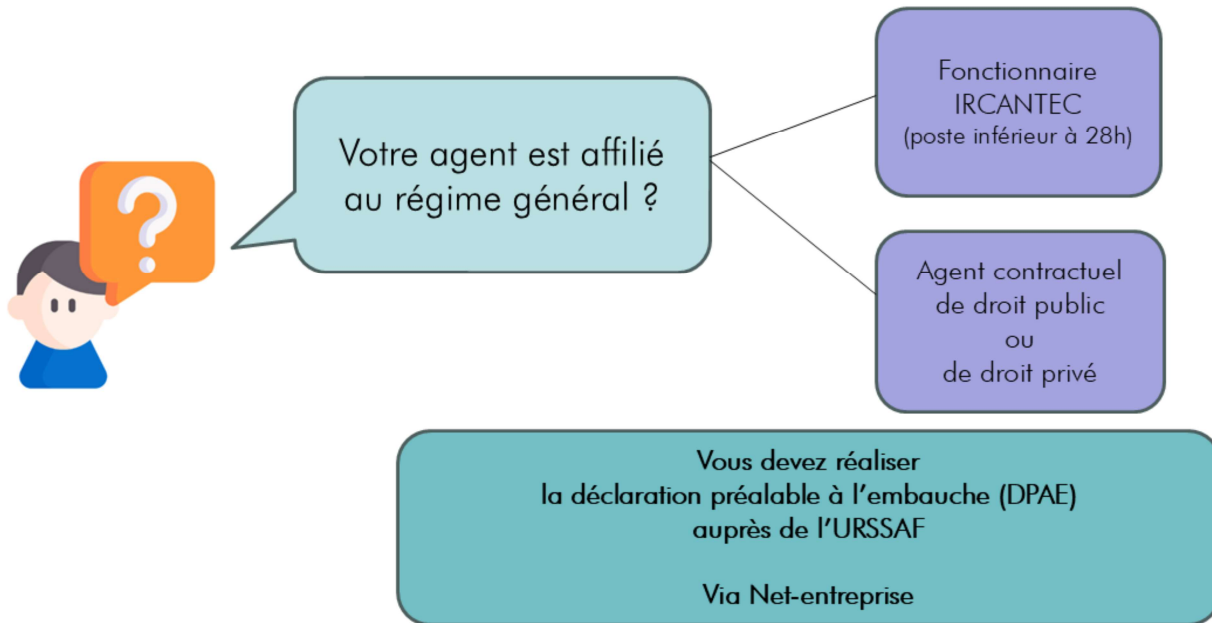 Votre agent est affilié
au régime général ?
Fonctionnaire
IRCANTEC
(poste inférieur à 28h)
Agent contractuel
de droit public
ou
de droit privé
Vous devez réaliser
la déclaration préalable à l'embauche (DPAE)
auprès de l'URSSAF
Via Net-entreprise